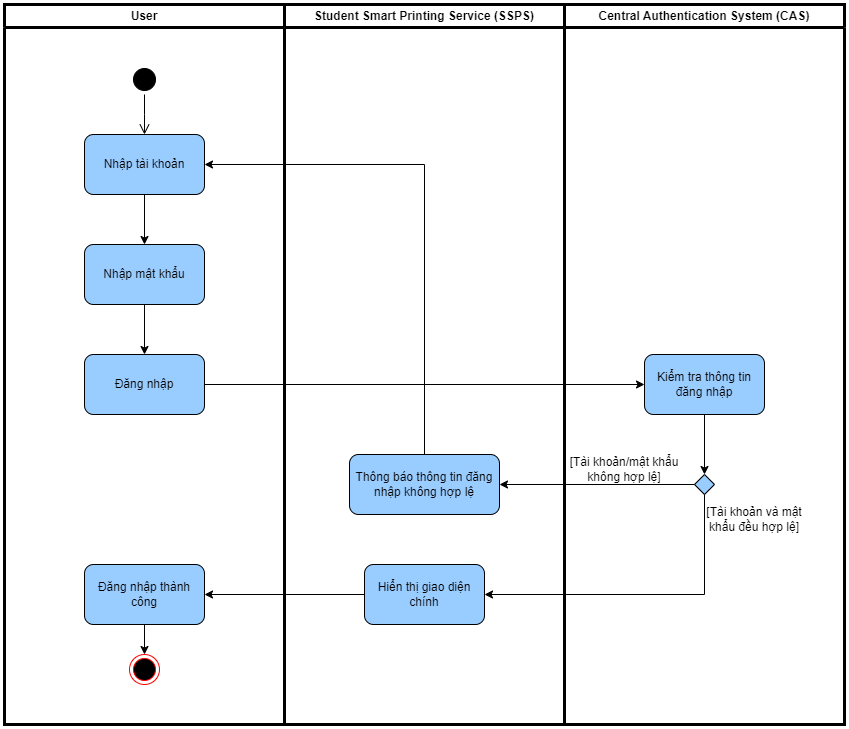 User
Student Smart Printing Service (SSPS)
Central Authentication System (CAS)
Nhập tài khoản
Nhập mật khẩu
Đăng nhập
Kiểm tra thông tin
đăng nhập
[Tài khoản/mật khẩu
không hợp lệ]
Thông báo thông tin đăng
nhập không hợp lệ
[Tài khoản và mật
khẩu đều hợp lệ]
Hiển thị giao diện
chính
Đăng nhập thành
công